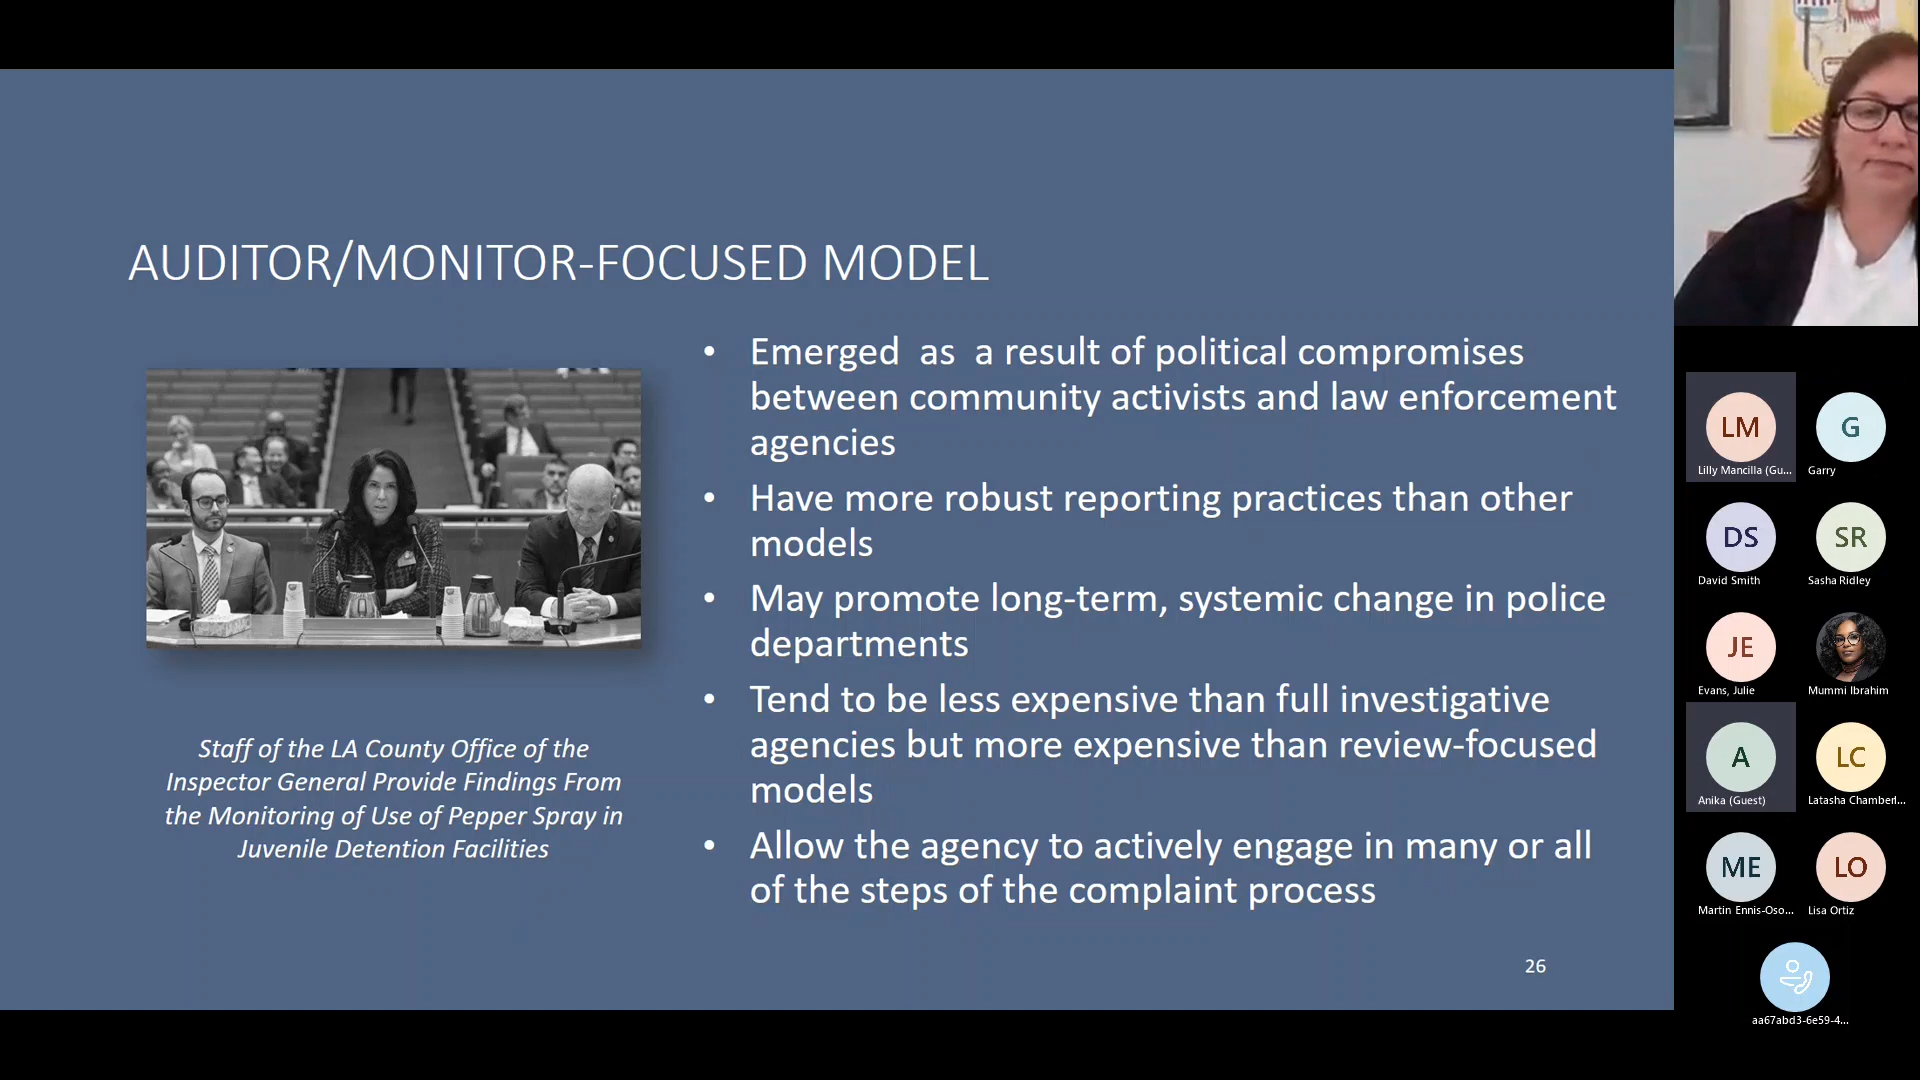 AUDITOR/MONITOR-FOCUSED MODEL
• Emerged as a result of political compromises
between community activists and law enforcement
agencies
• Have more robust reporting practices than other
models
• May promote long-term, systemic change in police
departments
• Tend to be less expensive than full investigative
agencies but more expensive than review-focused
models
• Allow the agency to actively engage in many or all
of the steps of the complaint process
Staff of the LA County Office of the
Inspector General Provide Findings From
the Monitoring of Use of Pepper Spray in
Juvenile Detention Facilities
26
LM
Lilly Mancilla (Gu...
G
Garry
DS
David Smith
SR
Sasha Ridley
JE
Evans, Julie
Mummi Ibrahim
A
Anika (Guest)
LC
Latasha Chamberl...
ME
Martin Ennis-Oso...
LO
Lisa Ortiz
aa67abd3-6e59-4...